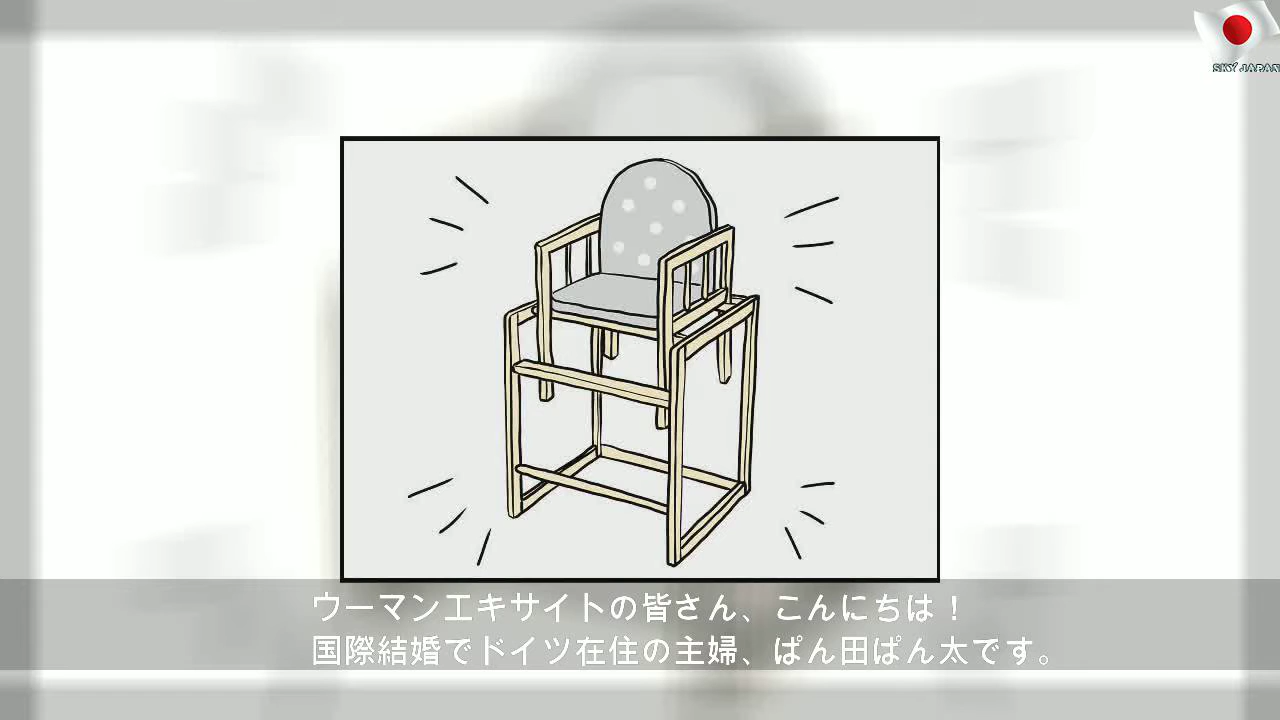 SKY JAPAN
ウーマンエキサイトの皆さん、こんにちは！
国際結婚でドイツ在住の主婦、ぱん田ぱん太です。